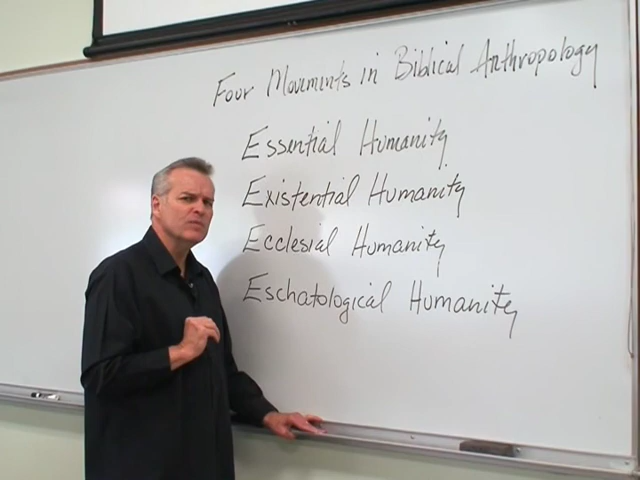 Four Movements in Biblical Anthropology
Essential Humanity
Existential Humanity
Ecclesial Humanity
Eschatological Humanity